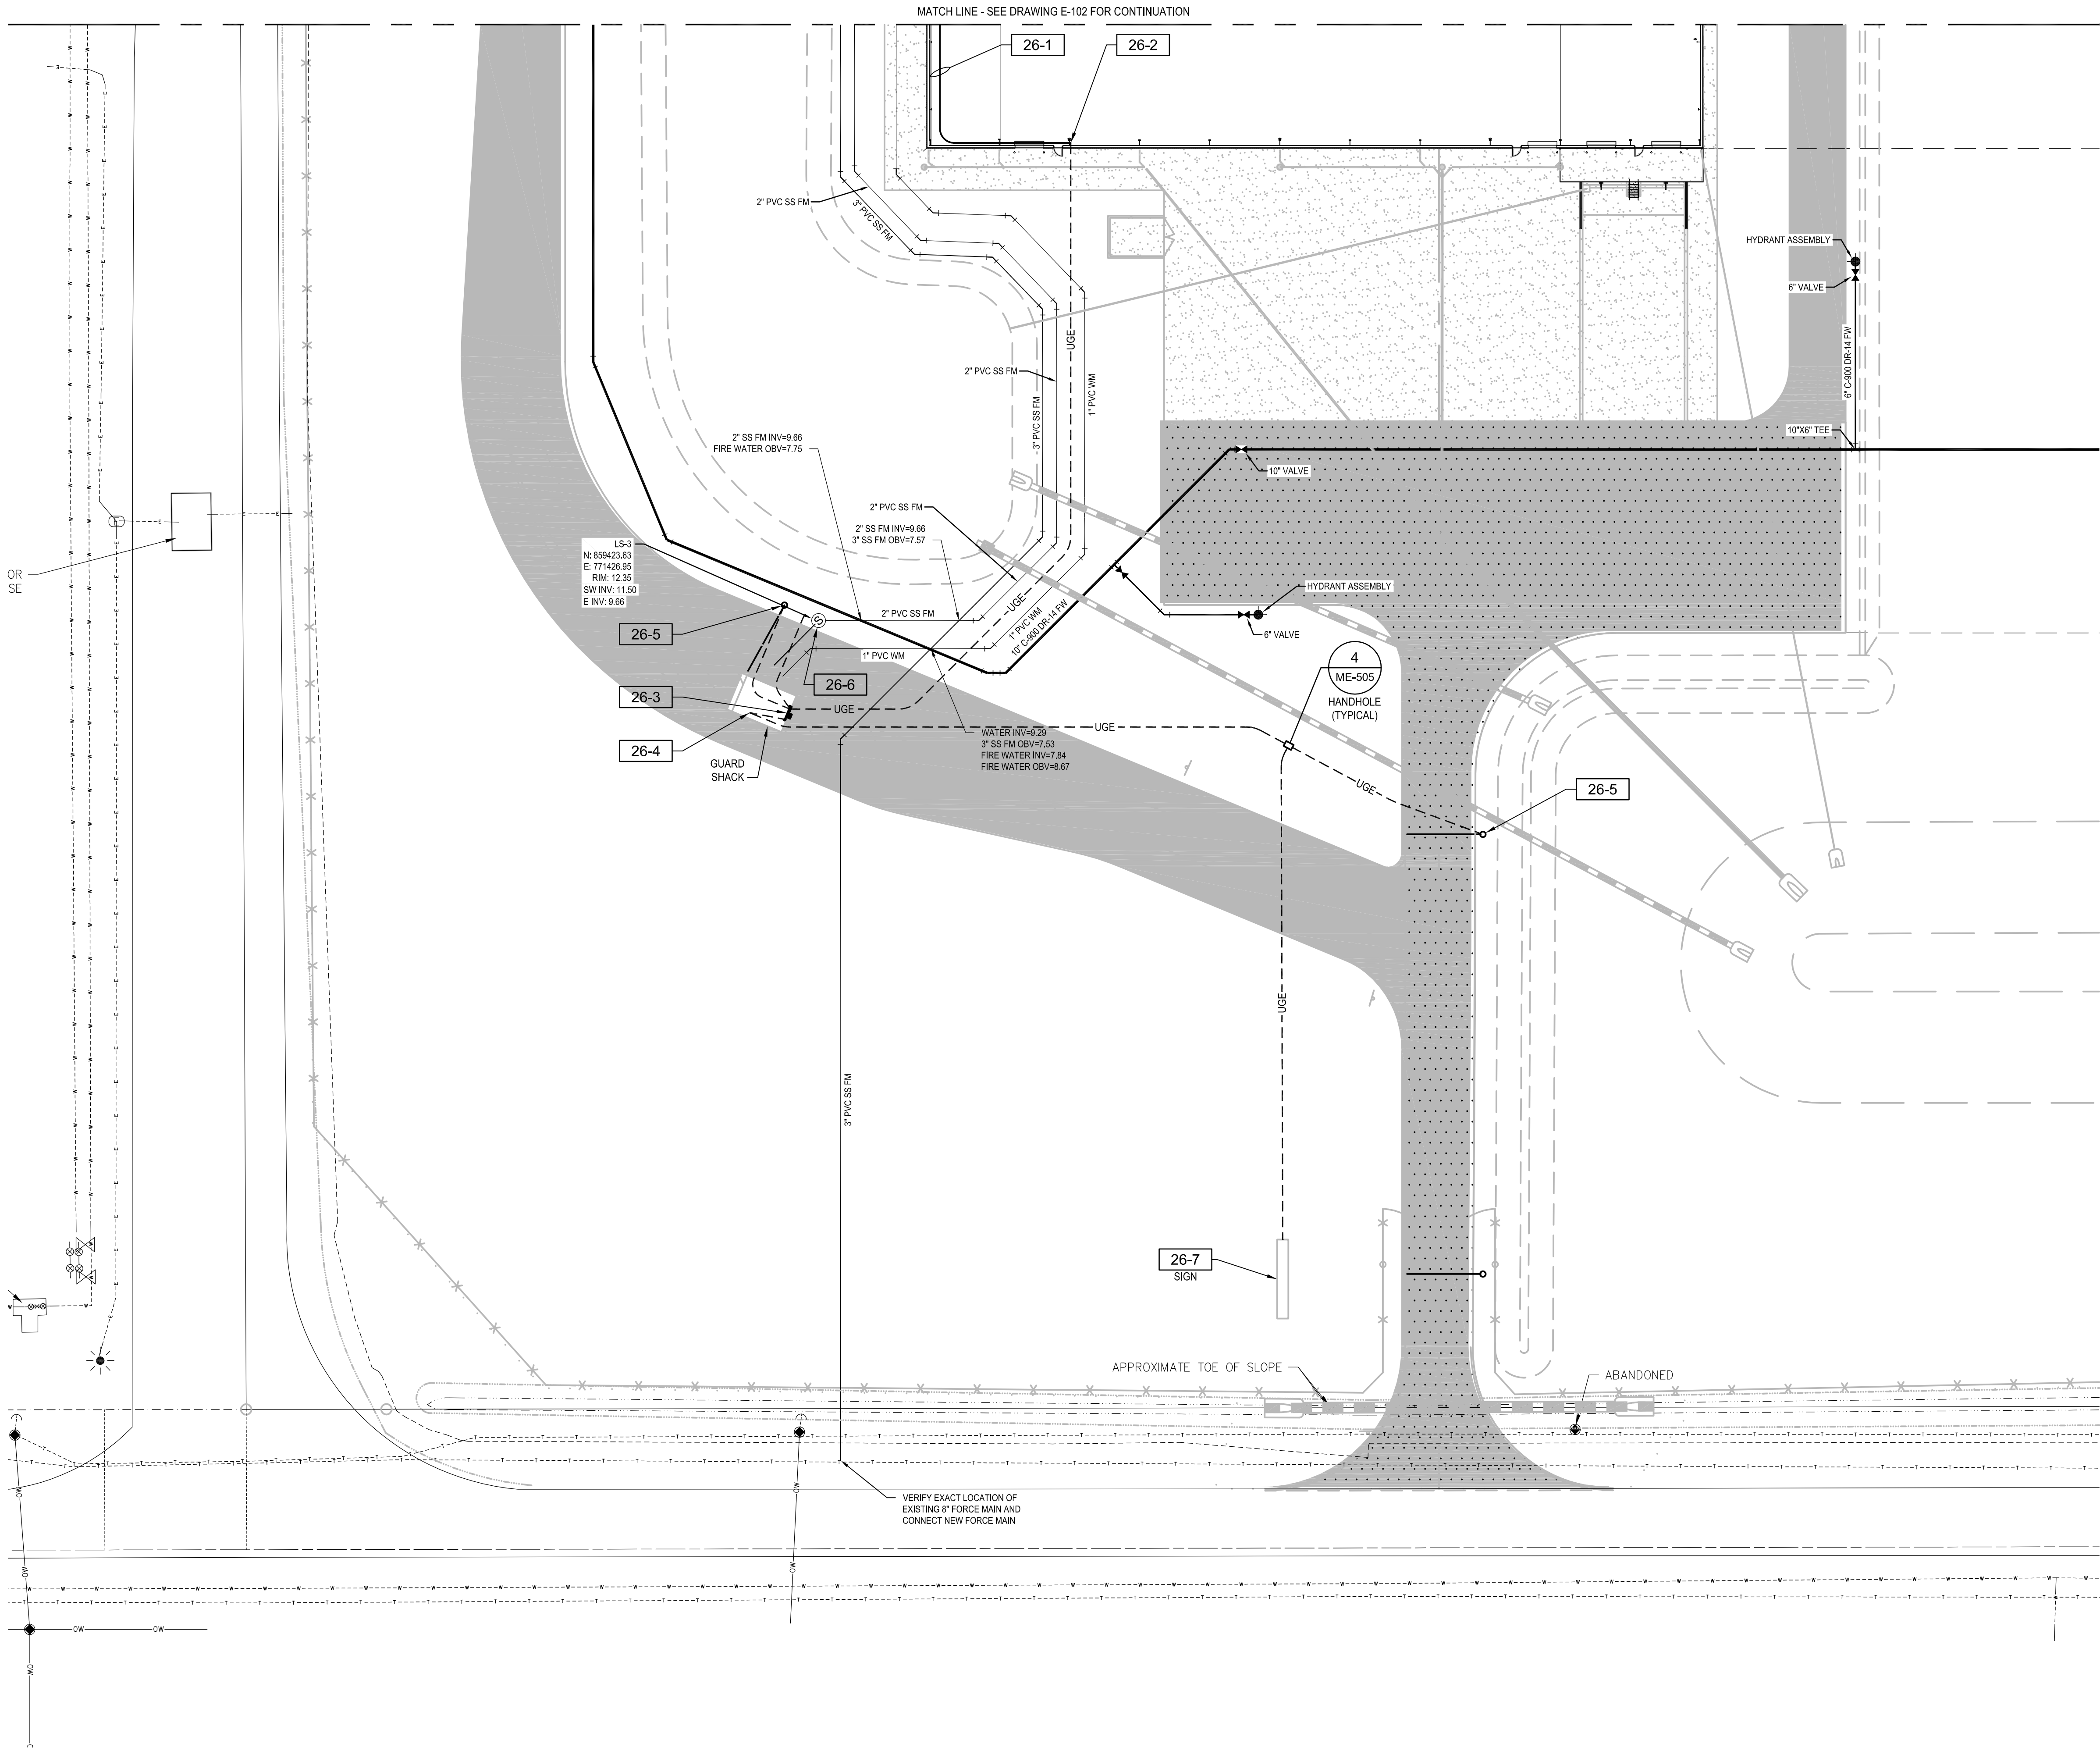 MATCH LINE - SEE DRAWING E-102 FOR CONTINUATION
26-1
26-2
2" PVC SS FM
3" PVC SS FM
HYDRANT ASSEMBLY
6" VALVE
6" C-900 DR-14 FW
10"X6" TEE
UGE
2" PVC SS FM
3" PVC SS FM
1" PVC WM
2" SS FM INV=9.66
FIRE WATER OBV=7.75
10" VALVE
2" PVC SS FM
2" SS FM INV=9.66
3" SS FM OBV=7.57
LS-3
N: 859423.63
E: 771426.95
RIM: 12.35
SW INV: 11.50
E INV: 9.66
OR
SE
E
E
E
HYDRANT ASSEMBLY
6" VALVE
26-5
S
2" PVC SS FM
UGE
1" PVC WM
10" C-900 DR-14 FW
1" PVC WM
26-6
26-3
UGE
26-4
GUARD
SHACK
UGE
WATER INV=9.29
3" SS FM OBV=7.53
FIRE WATER INV=7.84
FIRE WATER OBV=8.67
4
ME-505
HANDHOLE
(TYPICAL)
UGE
26-5
UGE
3" PVC SS FM
26-7
SIGN
APPROXIMATE TOE OF SLOPE
ABANDONED
VERIFY EXACT LOCATION OF
EXISTING 8" FORCE MAIN AND
CONNECT NEW FORCE MAIN
OW
OW
OW
OW
OW
OW
OW